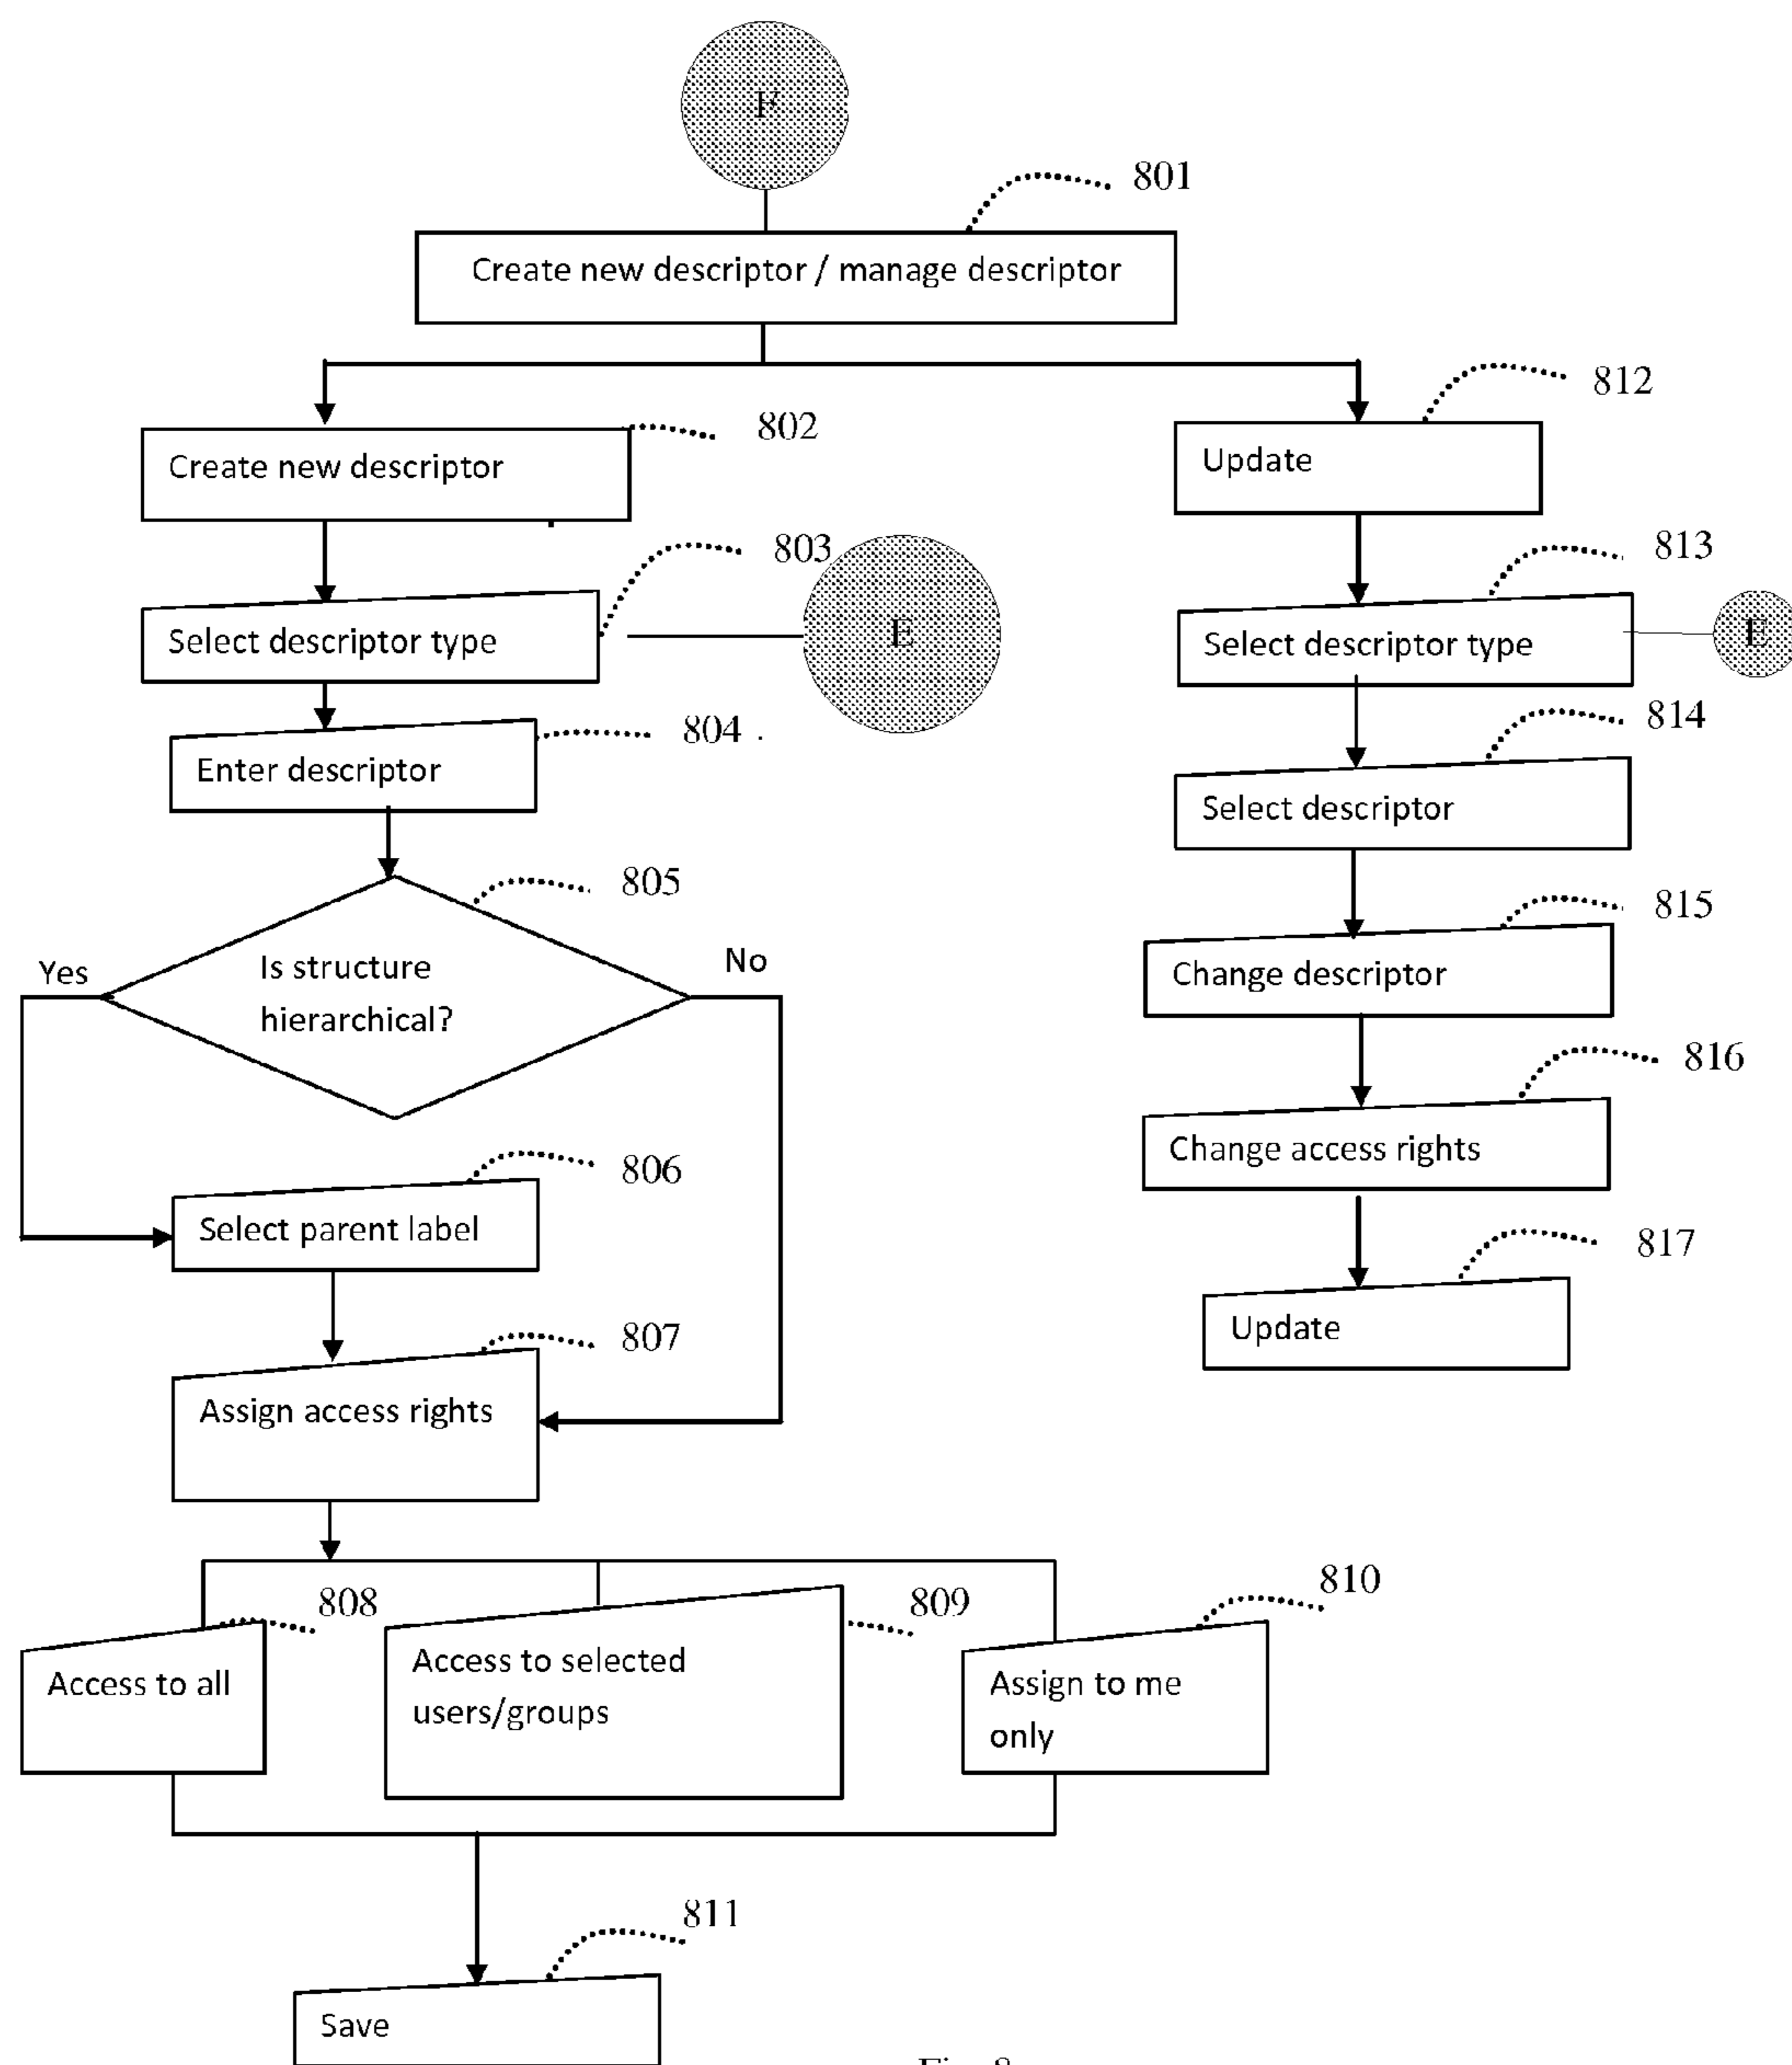 F
801
Create new descriptor / manage descriptor
802
Create new descriptor
803
Select descriptor type
E
804 .
Enter descriptor
805
Is structure
hierarchical?
Yes
No
806
Select parent label
807
Assign access rights
808
Access to all
809
Access to selected
users/groups
810
Assign to me
only
811
Save
812
Update
813
Select descriptor type
E
814
Select descriptor
815
Change descriptor
816
Change access rights
817
Update